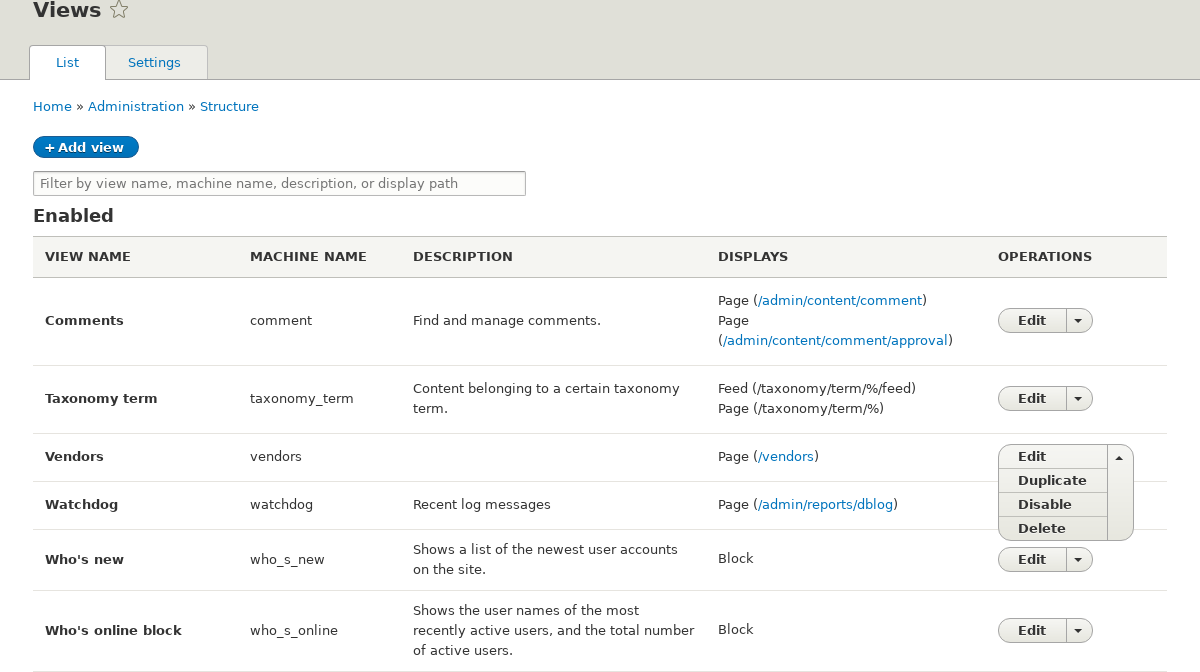 Views
List Settings
Home » Administration » Structure
+ Add view
Filter by view name, machine name, description, or display path
Enabled
VIEW NAME MACHINE NAME DESCRIPTION DISPLAYS OPERATIONS
Comments comment Find and manage comments. Page (/admin/content/comment)
Page
(/admin/content/comment/approval) Edit
Taxonomy term taxonomy_term Content belonging to a certain taxonomy
term. Feed (/taxonomy/term/%/feed)
Page (/taxonomy/term/%) Edit
Vendors vendors Page (/vendors) Edit
Duplicate
Disable
Delete
Watchdog watchdog Recent log messages Page (/admin/reports/dblog)
Who's new who_s_new Shows a list of the newest user accounts
on the site. Block Edit
Who's online block who_s_online Shows the user names of the most
recently active users, and the total number
of active users. Block Edit